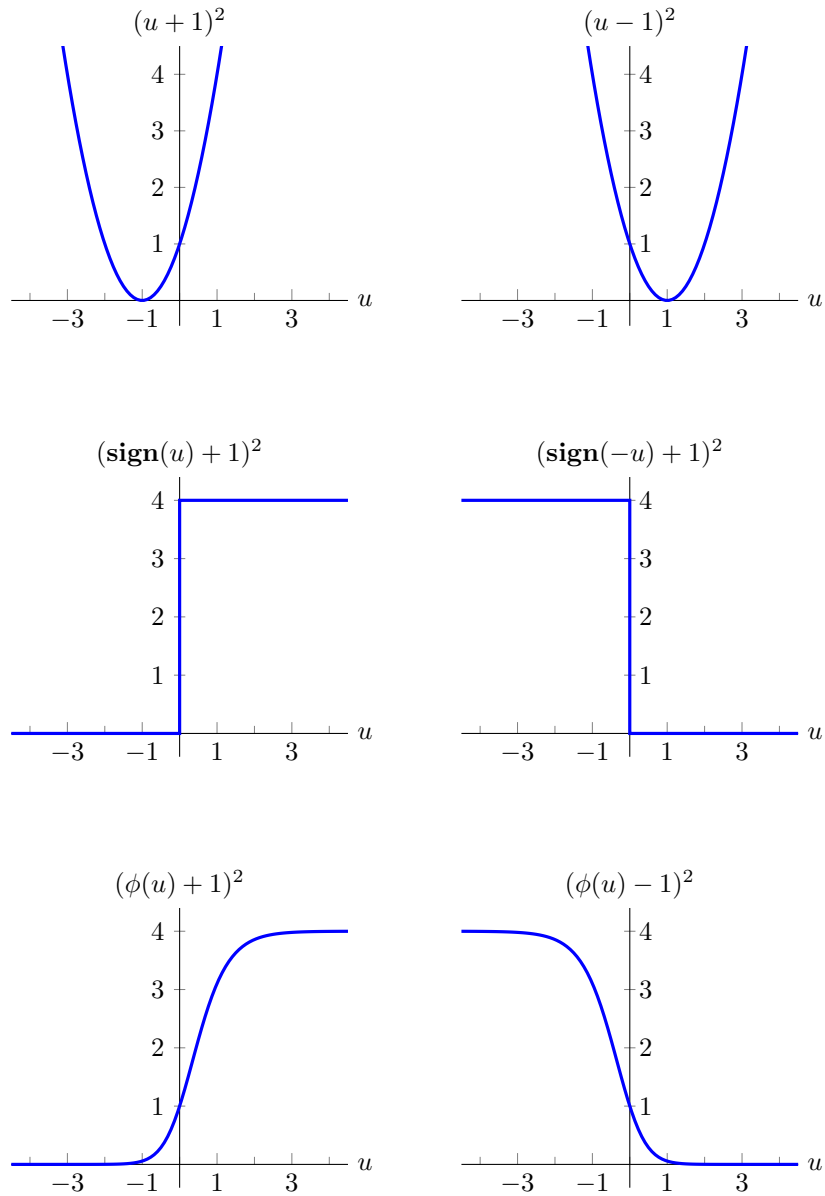 (u + 1)²
(u − 1)²
4
3
2
1
−3 −1 1 3 u
4
3
2
1
−3 −1 1 3 u
(sign(u) + 1)²
(sign(−u) + 1)²
4
3
2
1
−3 −1 1 3 u
4
3
2
1
−3 −1 1 3 u
(ϕ(u) + 1)²
(ϕ(u) − 1)²
4
3
2
1
−3 −1 1 3 u
4
3
2
1
−3 −1 1 3 u